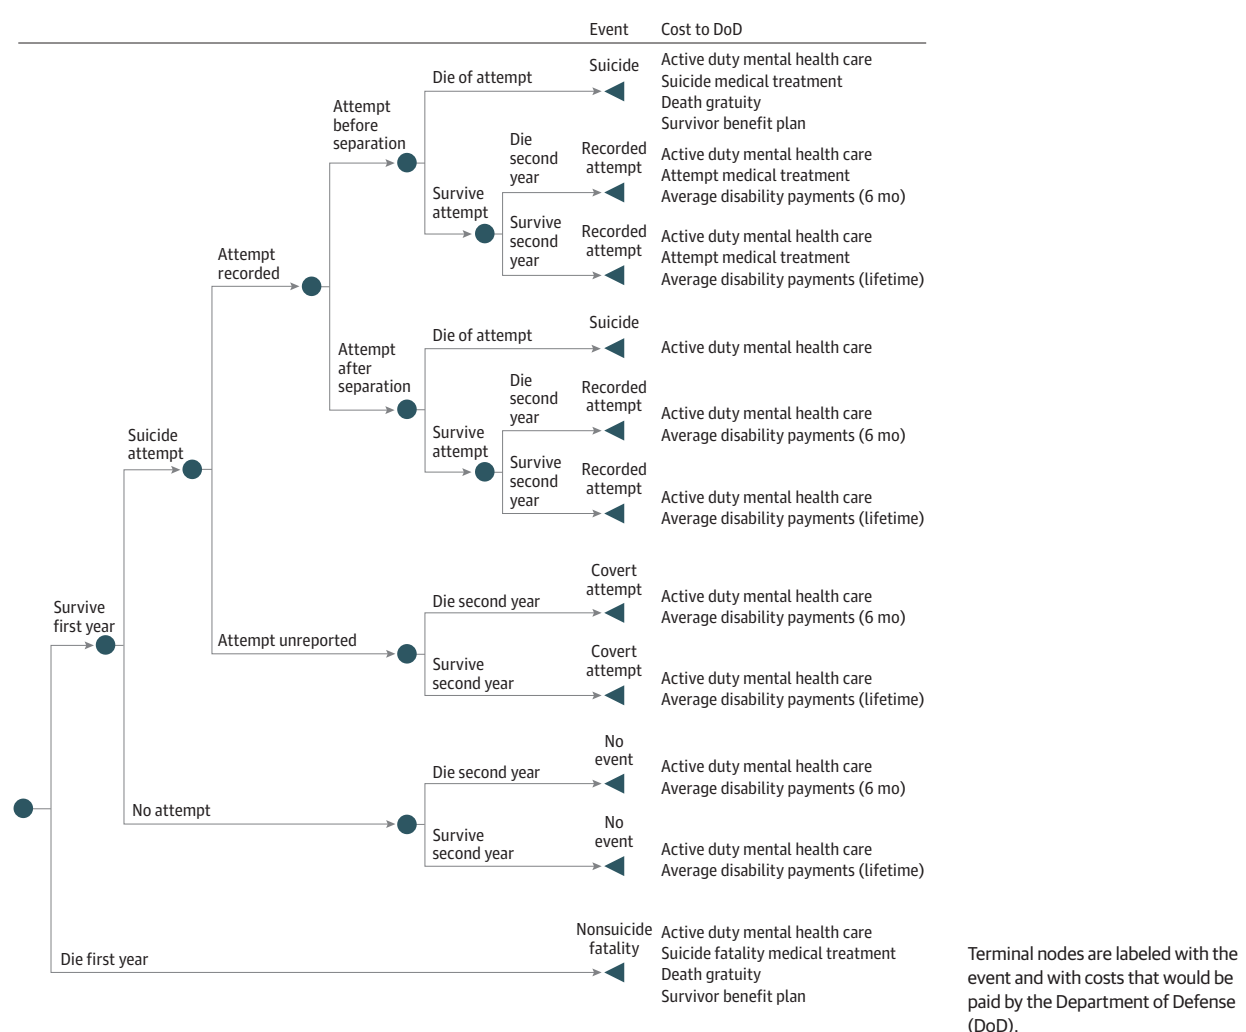 Event Cost to DoD
Die of attempt
Suicide
Active duty mental health care
Suicide medical treatment
Death gratuity
Survivor benefit plan
Attempt
before
separation
Die
second
year
Recorded
attempt
Active duty mental health care
Attempt medical treatment
Average disability payments (6 mo)
Survive
attempt
Survive
second
year
Recorded
attempt
Active duty mental health care
Attempt medical treatment
Average disability payments (lifetime)
Attempt
recorded
Die of attempt
Suicide
Active duty mental health care
Attempt
after
separation
Die
second
year
Recorded
attempt
Active duty mental health care
Average disability payments (6 mo)
Survive
attempt
Survive
second
year
Recorded
attempt
Active duty mental health care
Average disability payments (lifetime)
Suicide
attempt
Attempt unreported
Die second year
Covert
attempt
Active duty mental health care
Average disability payments (6 mo)
Survive
second year
Covert
attempt
Active duty mental health care
Average disability payments (lifetime)
Survive
first year
No attempt
Die second year
No
event
Active duty mental health care
Average disability payments (6 mo)
Survive
second year
No
event
Active duty mental health care
Average disability payments (lifetime)
Die first year
Nonsuicide
fatality
Active duty mental health care
Suicide fatality medical treatment
Death gratuity
Survivor benefit plan
Terminal nodes are labeled with the
event and with costs that would be
paid by the Department of Defense
(DoD).